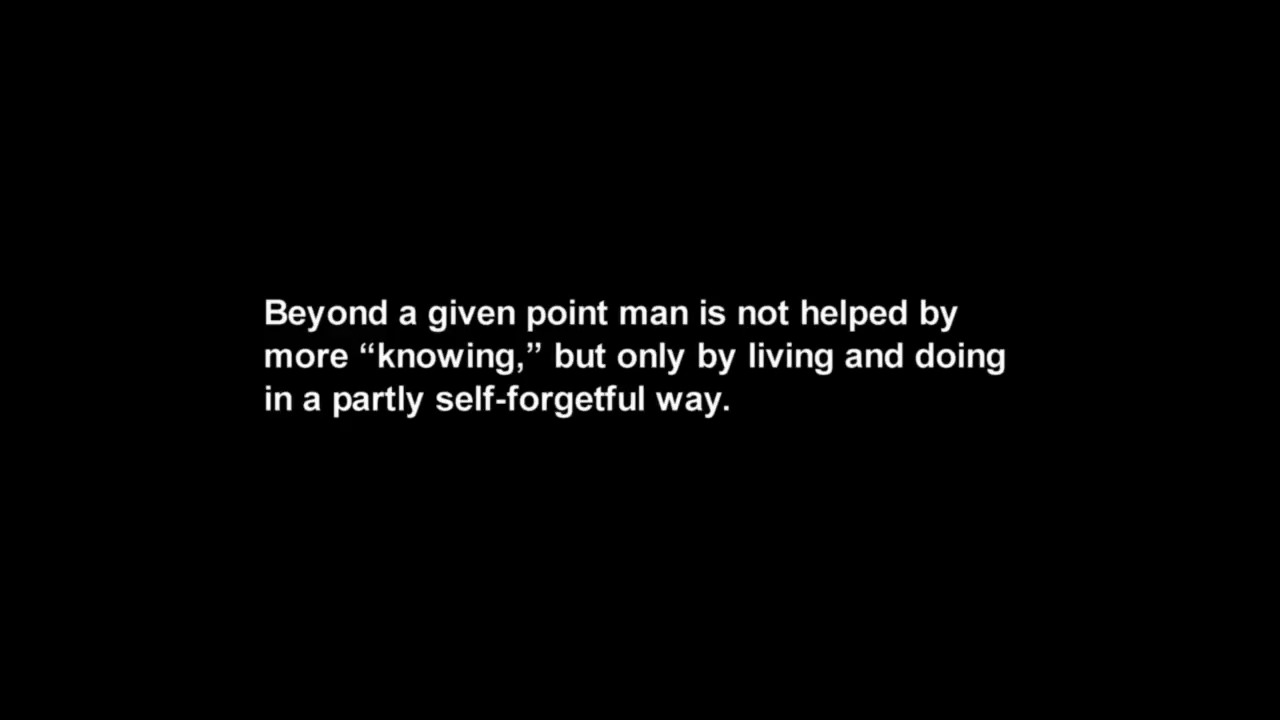 Beyond a given point man is not helped by
more “knowing,” but only by living and doing
in a partly self-forgetful way.